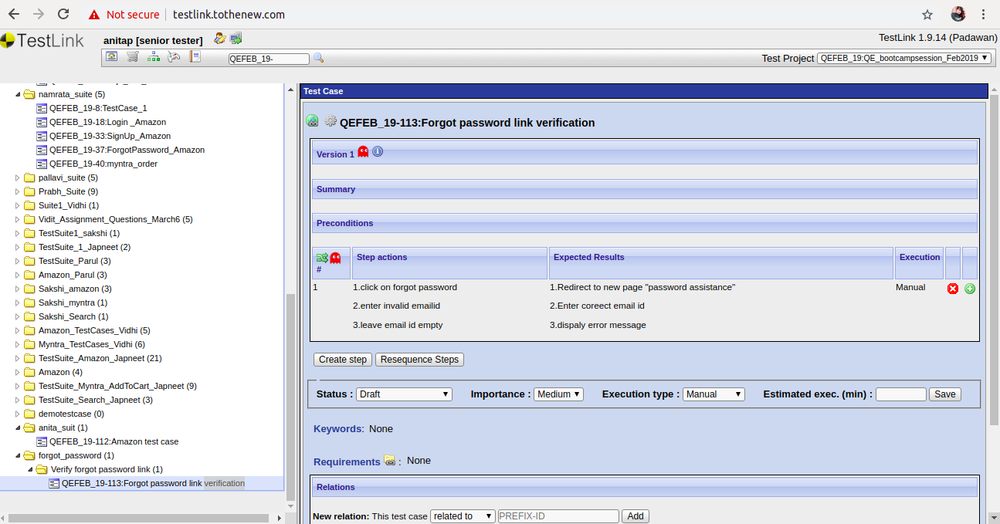 Not secure | testlink.tothenew.com
TestLink
anitap [senior tester]
TestLink 1.9.14 (Padawan)
QEFEB_19-
Test Project QEFEB_19:QE_bootcampsession_Feb2019
namrata_suite (5)
QEFEB_19-8:TestCase_1
QEFEB_19-18:Login _Amazon
QEFEB_19-33:SignUp_Amazon
QEFEB_19-37:ForgotPassword_Amazon
QEFEB_19-40:myntra_order
pallavi_suite (5)
Prabh_Suite (9)
Suite1_Vidhi (1)
Vidit_Assignment_Questions_March6 (5)
TestSuite1_sakshi (1)
TestSuite_1_Japneet (2)
TestSuite_Parul (3)
Amazon_Parul (3)
Sakshi_amazon (3)
Sakshi_myntra (1)
Sakshi_Search (1)
Amazon_TestCases_Vidhi (5)
Myntra_TestCases_Vidhi (6)
TestSuite_Amazon_Japneet (21)
Amazon (4)
TestSuite_Myntra_AddToCart_Japneet (9)
TestSuite_Search_Japneet (3)
demotestcase (0)
anita_suit (1)
QEFEB_19-112:Amazon test case
forgot_password (1)
Verify forgot password link (1)
QEFEB_19-113:Forgot password link verification
Test Case
QEFEB_19-113:Forgot password link verification
Version 1
Summary
Preconditions
# Step actions Expected Results Execution
1 1.click on forgot password 1.Redirect to new page "password assistance" Manual
2.enter invalid emailid 2.Enter coreect email id
3.leave email id empty 3.dispaly error message
Create step Resequence Steps
Status : Draft Importance : Medium Execution type : Manual Estimated exec. (min) : Save
Keywords: None
Requirements : None
Relations
New relation: This test case related to PREFIX-ID Add